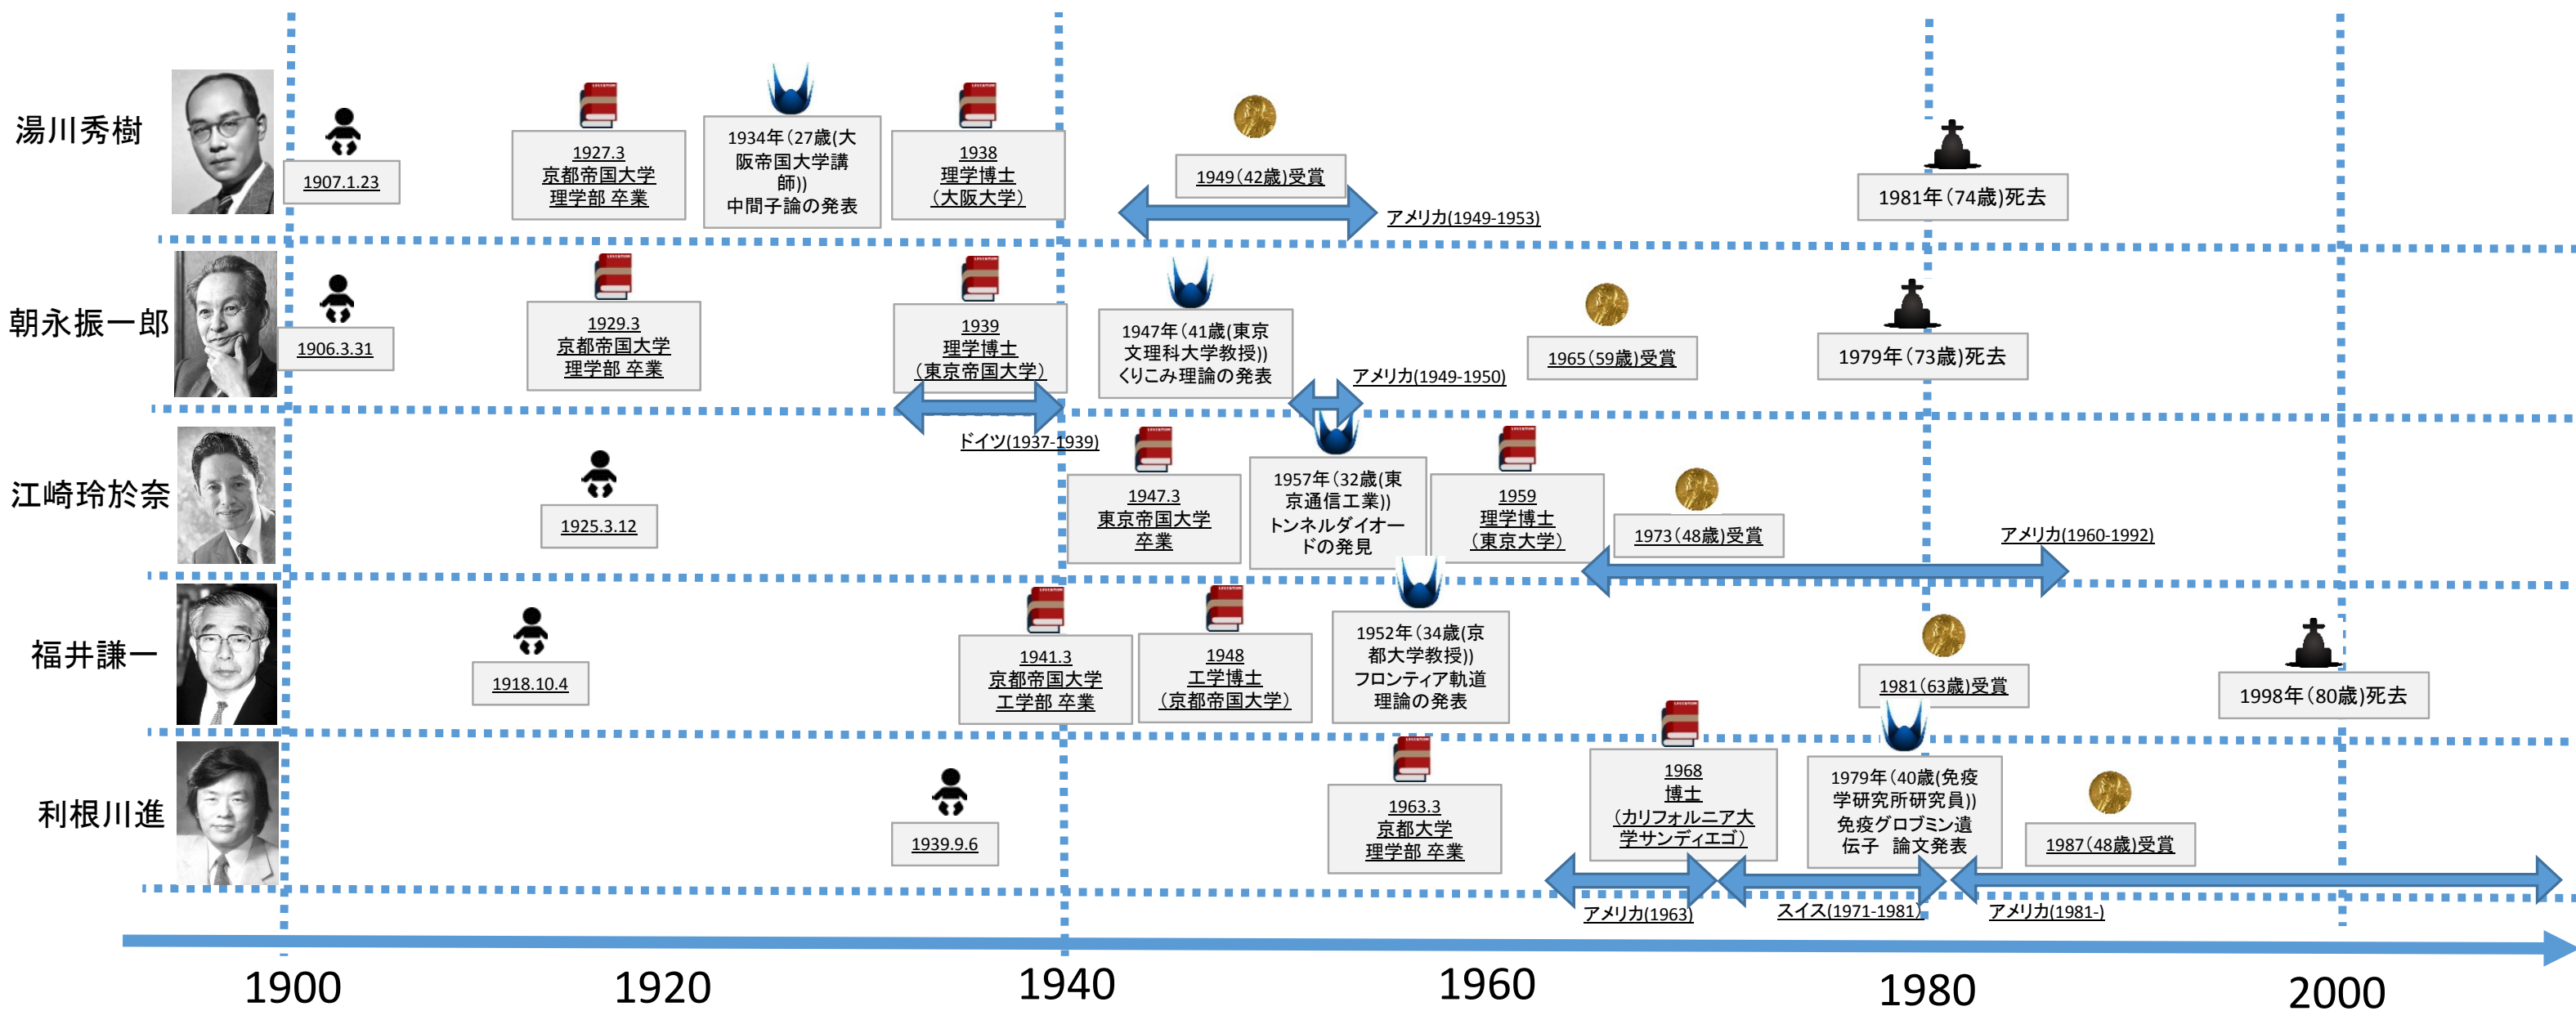 湯川秀樹
1907.1.23
1927.3
京都帝国大学
理学部 卒業
1934年（27歳(大
阪帝国大学講
師))
中間子論の発表
1938
理学博士
（大阪大学）
1949（42歳）受賞
アメリカ(1949-1953)
1981年（74歳）死去
朝永振一郎
1906.3.31
1929.3
京都帝国大学
理学部 卒業
1939
理学博士
（東京帝国大学）
ドイツ(1937-1939)
1947年（41歳(東京
文理科大学教授))
くりこみ理論の発表
アメリカ(1949-1950)
1965（59歳）受賞
1979年（73歳）死去
江崎玲於奈
1925.3.12
1947.3
東京帝国大学
卒業
1957年（32歳(東
京通信工業))
トンネルダイオー
ドの発見
1959
理学博士
（東京大学）
1973（48歳）受賞
アメリカ(1960-1992)
福井謙一
1918.10.4
1941.3
京都帝国大学
工学部 卒業
1948
工学博士
（京都帝国大学）
1952年（34歳(京
都大学教授))
フロンティア軌道
理論の発表
1981（63歳）受賞
1998年（80歳）死去
利根川進
1939.9.6
1963.3
京都大学
理学部 卒業
1968
博士
（カリフォルニア大
学サンディエゴ）
1979年（40歳(免疫
学研究所研究員))
免疫グロブミン遺
伝子 論文発表
1987（48歳）受賞
アメリカ(1963)
スイス(1971-1981)
アメリカ(1981-)
1900
1920
1940
1960
1980
2000